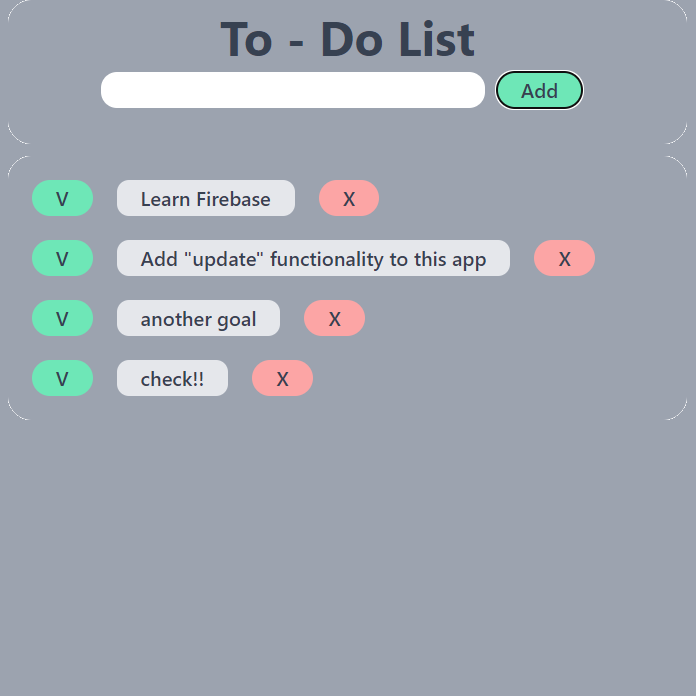 To - Do List
Add
V Learn Firebase X
V Add "update" functionality to this app X
V another goal X
V check!! X